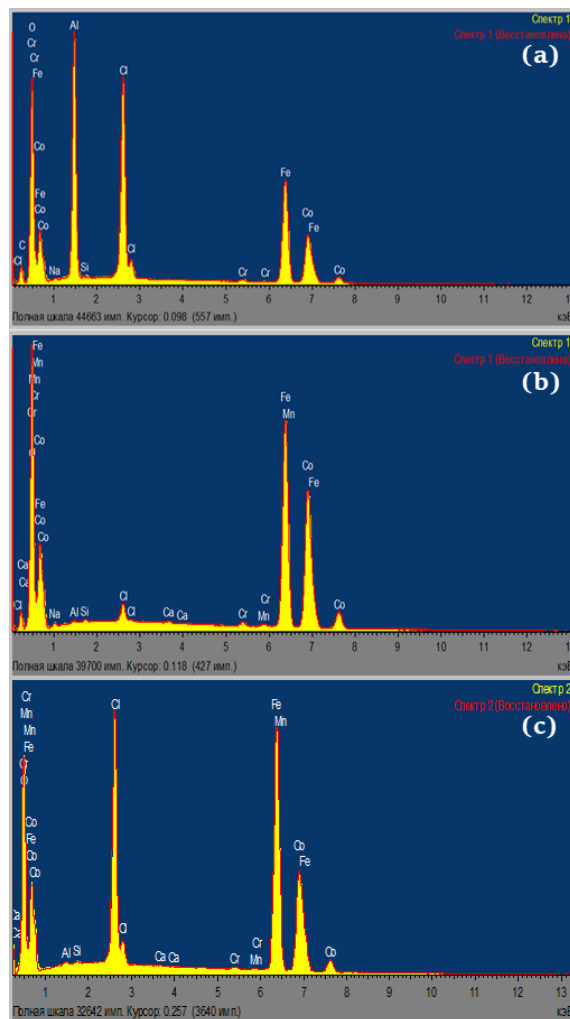 Спектр 1
Спектр 1 (Восстановлено)
(a)
O
Cr
Cr
Fe
Co
Fe
Co
Co
C
Cl
Na
Al
Si
Cl
Cl
Cr
Cr
Fe
Co
Fe
Co
1 2 3 4 5 6 7 8 9 10 11 12 1
Полная шкала 44663 имп. Курсор: 0.098 (557 имп.)
кэВ
Спектр 1
Спектр 1 (Восстановлено)
(b)
Fe
Mn
Mn
Cr
Cr
Co
Fe
Co
Co
Ca
Cl
Na
Al Si
Cl
Cl
Ca Ca
Cr
Cr
Mn
Fe
Mn
Co
Fe
Co
1 2 3 4 5 6 7 8 9 10 11 12
Полная шкала 39700 имп. Курсор: 0.118 (427 имп.)
кэВ
Спектр 2
Спектр 2 (Восстановлено)
(c)
Cr
Mn
Mn
Fe
Cr
O
Co
Fe
Co
Co
Ca
Al Si
Cl
Cl
Ca Ca
Cr
Cr
Mn
Fe
Mn
Co
Fe
Co
1 2 3 4 5 6 7 8 9 10 11 12 13
Полная шкала 32642 имп. Курсор: 0.257 (3640 имп.)
кэВ